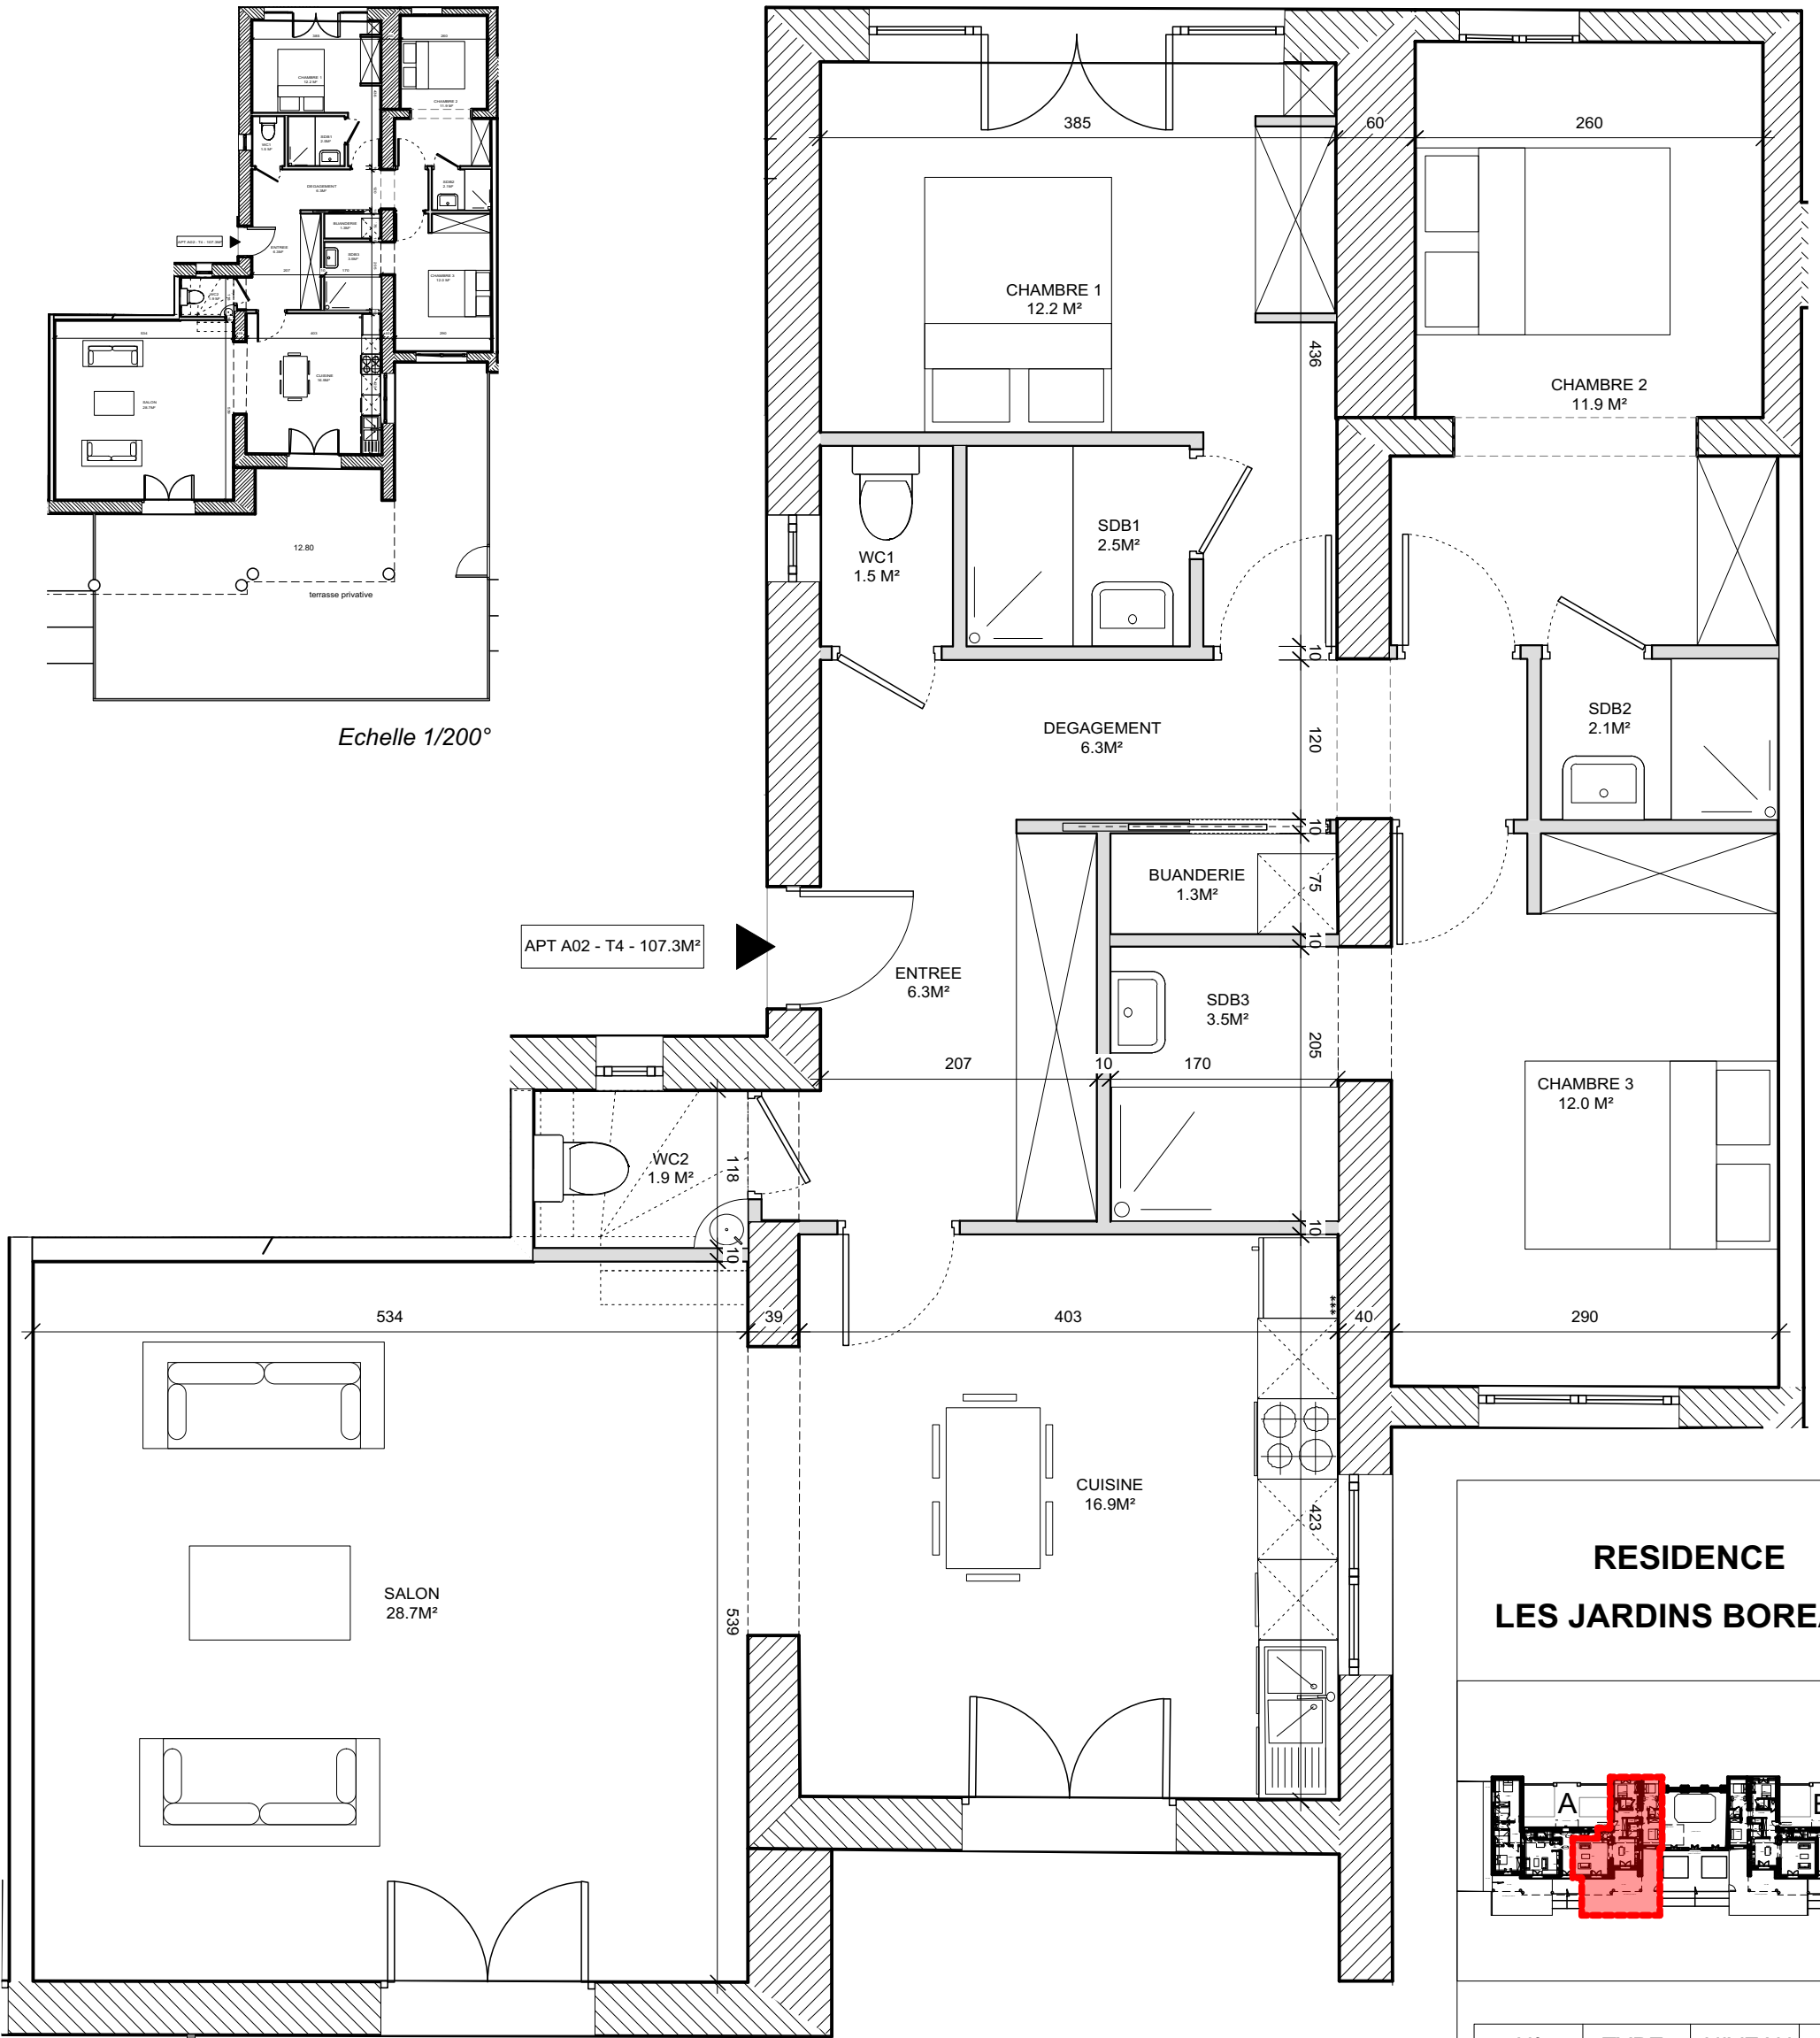 CHAMBRE 1
12.2 M²
CHAMBRE 2
11.9 M²
WC1
1.5 M²
SDB1
2.5M²
DEGAGEMENT
6.3M²
SDB2
2.1M²
BUANDERIE
1.3M²
APT A02 - T4 - 107.3M²
ENTREE
6.3M²
SDB3
3.5M²
CHAMBRE 3
12.0 M²
WC2
1.9 M²
SALON
28.7M²
CUISINE
16.9M²
385
60
260
436
10
120
10
75
10
205
207
10
170
118
10
10
534
39
403
40
290
423
539
***
12.80
terrasse privative
Echelle 1/200°
RESIDENCE
LES JARDINS
A